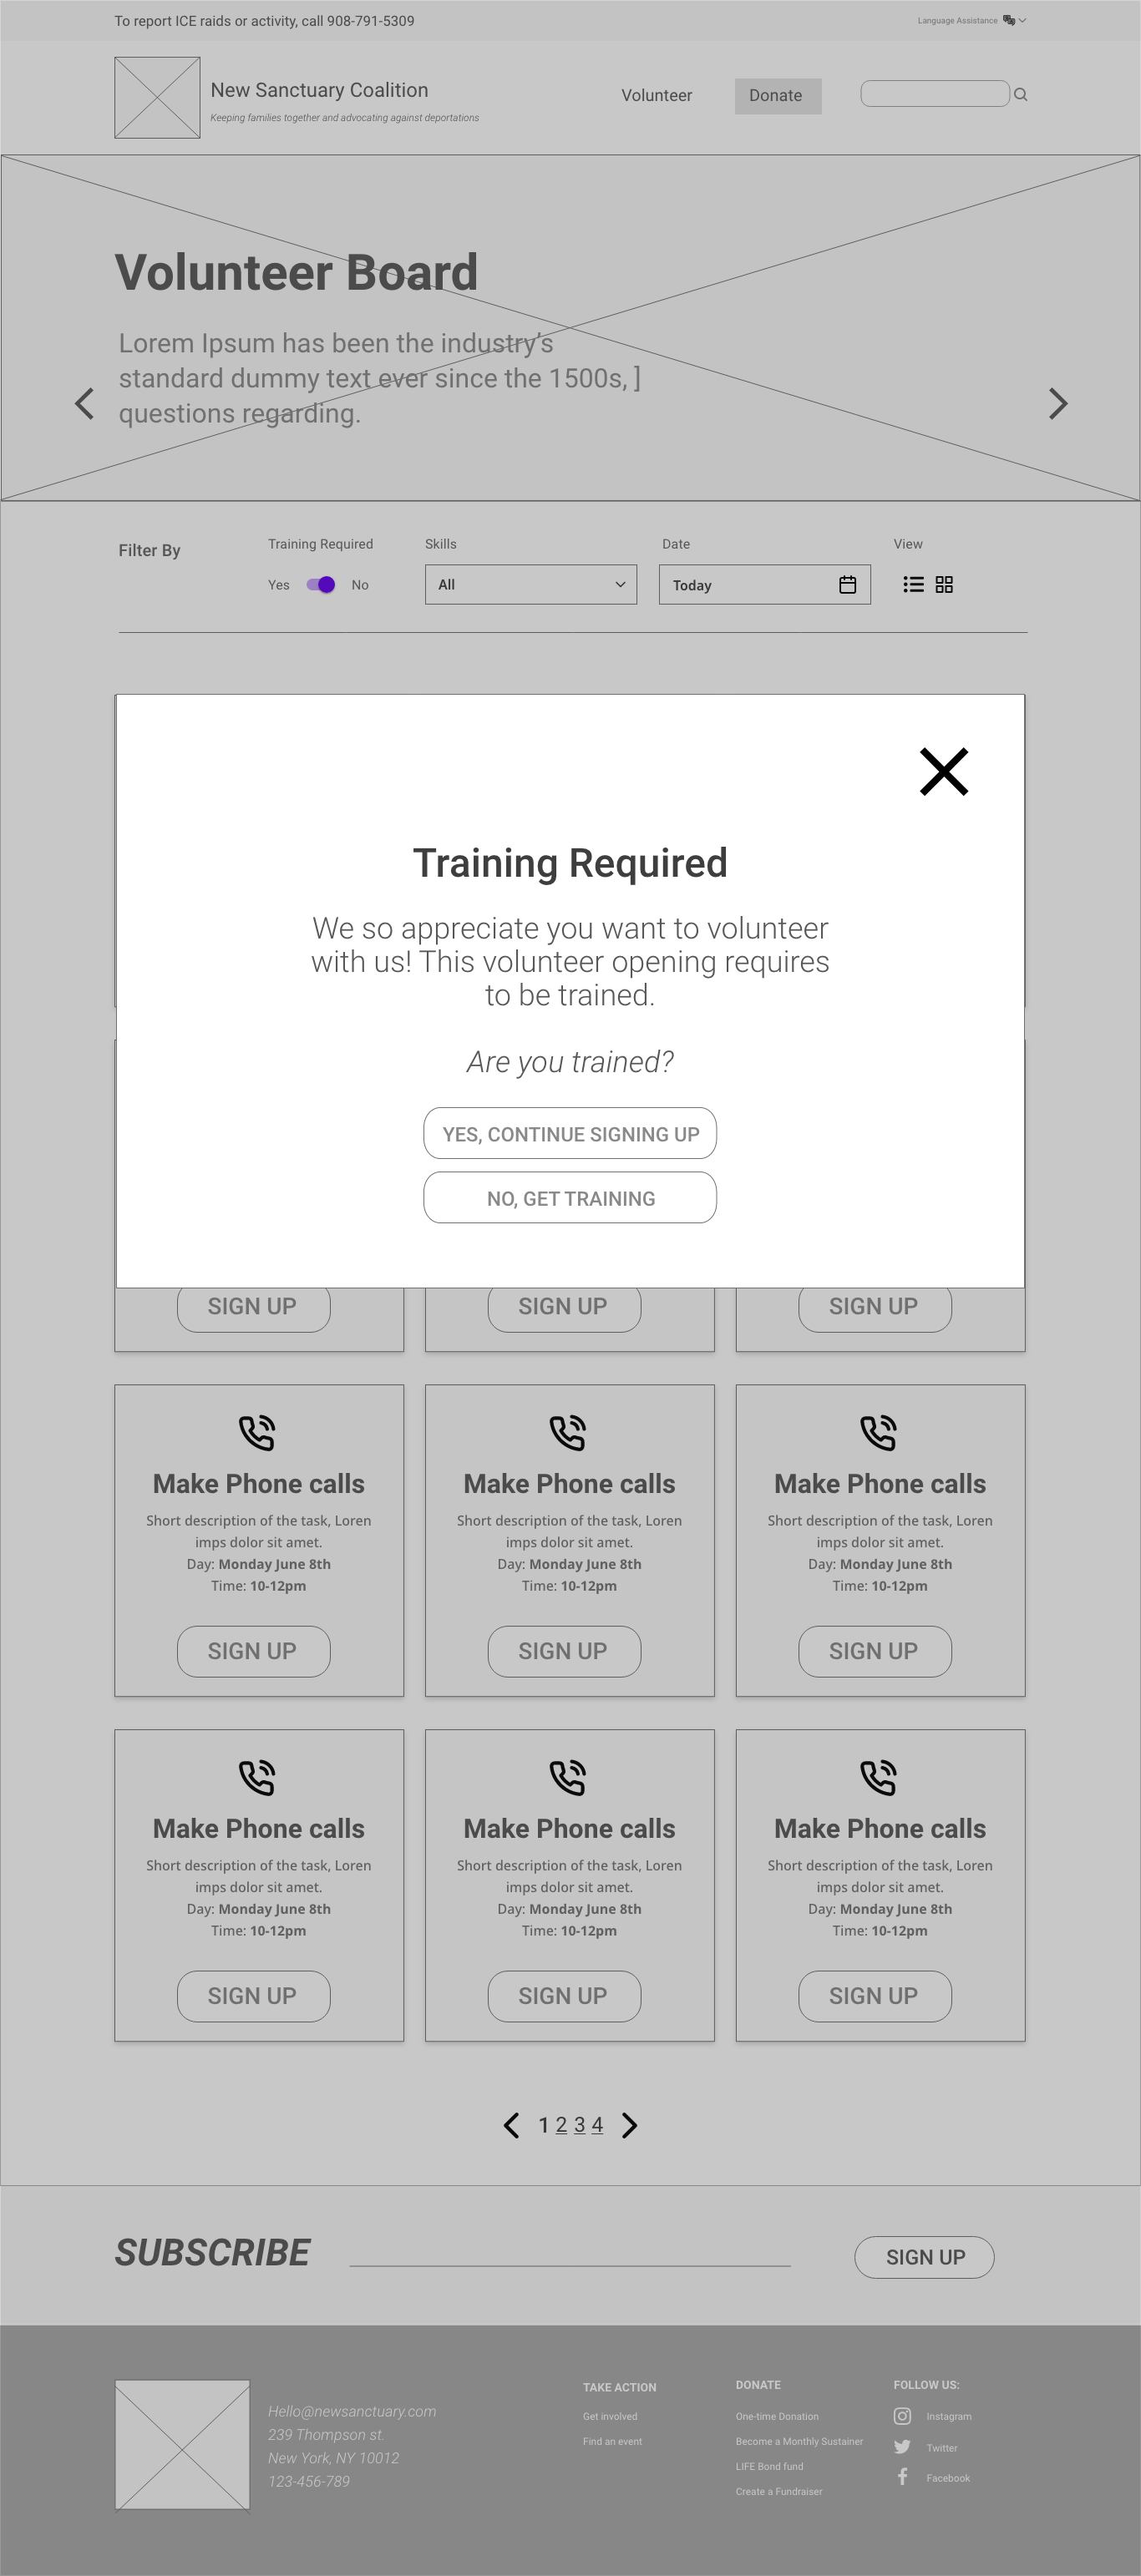 To report ICE raids or activity, call 908-791-5309
Language Assistance
New Sanctuary Coalition
Keeping families together and advocating against deportations
Volunteer
Donate
Volunteer Board
Lorem Ipsum has been the industry's
standard dummy text ever since the 1500s, ]
questions regarding.
Filter By
Training Required
Yes
No
Skills
All
Date
Today
View
Training Required
We so appreciate you want to volunteer
with us! This volunteer opening requires
to be trained.
Are you trained?
YES, CONTINUE SIGNING UP
NO, GET TRAINING
SIGN UP
SIGN UP
SIGN UP
Make Phone calls
Short description of the task, Loren
imps dolor sit amet.
Day: Monday June 8th
Time: 10-12pm
SIGN UP
Make Phone calls
Short description of the task, Loren
imps dolor sit amet.
Day: Monday June 8th
Time: 10-12pm
SIGN UP
Make Phone calls
Short description of the task, Loren
imps dolor sit amet.
Day: Monday June 8th
Time: 10-12pm
SIGN UP
Make Phone calls
Short description of the task, Loren
imps dolor sit amet.
Day: Monday June 8th
Time: 10-12pm
SIGN UP
Make Phone calls
Short description of the task, Loren
imps dolor sit amet.
Day: Monday June 8th
Time: 10-12pm
SIGN UP
Make Phone calls
Short description of the task, Loren
imps dolor sit amet.
Day: Monday June 8th
Time: 10-12pm
SIGN UP
1 2 3 4
SUBSCRIBE
SIGN UP
Hello@newsanctuary.com
239 Thompson st.
New York, NY 10012
123-456-789
TAKE ACTION
Get involved
Find an event
DONATE
One-time Donation
Become a Monthly Sustainer
LIFE Bond fund
Create a Fundraiser
FOLLOW US:
Instagram
Twitter
Facebook